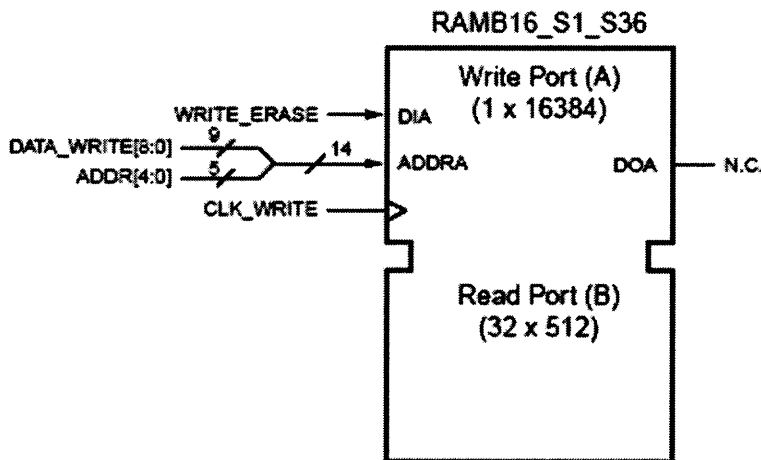 RAMB16_S1_S36
Write Port (A)
(1 x 16384)
WRITE_ERASE
DIA
DATA_WRITE[8:0]
9
14
ADDR[4:0]
5
ADDRA
DOA
N.C.
CLK_WRITE
Read Port (B)
(32 x 512)